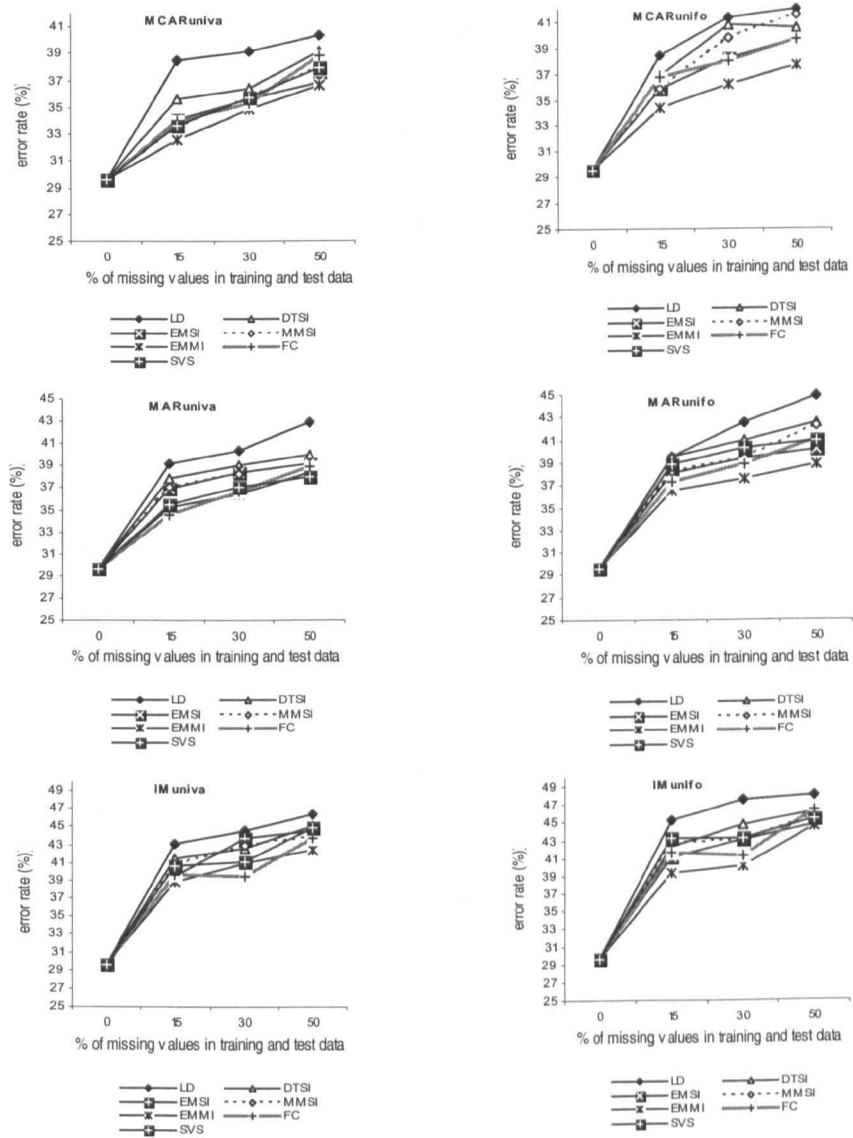 MCARuniva
41
39
37
35
33
31
29
27
25
error rate (%)
0 15 30 50
% of missing values in training and test data
LD DTSI
EMSI MMSI
EMMI FC
SVS
MCARunifo
41
39
37
35
33
31
29
27
25
error rate (%)
0 15 30 50
% of missing values in training and test data
LD DTSI
EMSI MMSI
EMMI FC
SVS
MARuniva
45
43
41
39
37
35
33
31
29
27
25
error rate (%)
0 15 30 50
% of missing values in training and test data
LD DTSI
EMSI MMSI
EMMI FC
SVS
MARunifo
45
43
41
39
37
35
33
31
29
27
25
error rate (%)
0 15 30 50
% of missing values in training and test data
LD DTSI
EMSI MMSI
EMMI FC
SVS
IMuniva
49
47
45
43
41
39
37
35
33
31
29
27
25
error rate (%)
0 15 30 50
% of missing values in training and test data
LD DTSI
EMSI MMSI
EMMI FC
SVS
IMunifo
49
47
45
43
41
39
37
35
33
31
29
27
25
error rate (%)
0 15 30 50
% of missing values in training and test data
LD DTSI
EMSI MMSI
EMMI FC
SVS